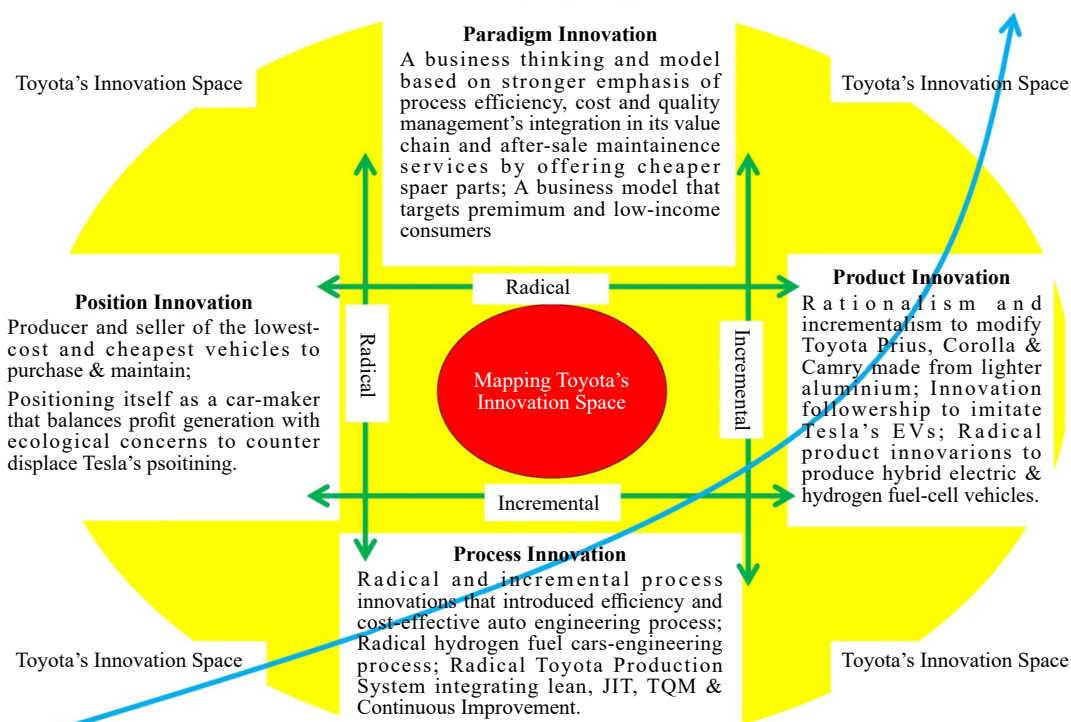 Paradigm Innovation
A business thinking and model
based on stronger emphasis of
process efficiency, cost and quality
management's integration in its value
chain and after-sale maintainence
services by offering cheaper
spaer parts; A business model that
targets premimum and low-income
consumers
Toyota's Innovation Space
Toyota's Innovation Space
Position Innovation
Producer and seller of the lowest-
cost and cheapest vehicles to
purchase & maintain;
Positioning itself as a car-maker
that balances profit generation with
ecological concerns to counter
displace Tesla's psoitining.
Radical
Radical
Mapping Toyota's
Innovation Space
Incremental
Incremental
Product Innovation
Rationalism and
incrementalism to modify
Toyota Prius, Corolla &
Camry made from lighter
aluminium; Innovation
followership to imitate
Tesla's EVs; Radical
product innovarions to
produce hybrid electric &
hydrogen fuel-cell vehicles.
Process Innovation
Radical and incremental process
innovations that introduced efficiency and
cost-effective auto engineering process;
Radical hydrogen fuel cars-engineering
process; Radical Toyota Production
System integrating lean, JIT, TQM &
Continuous Improvement.
Toyota's Innovation Space
Toyota's Innovation Space